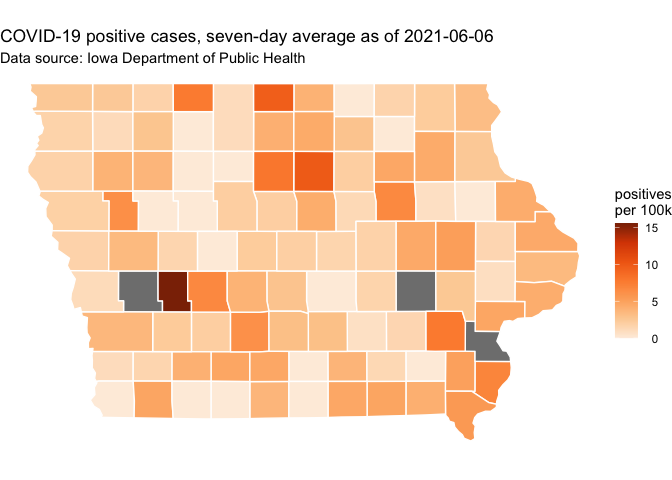 COVID-19 positive cases, seven-day average as of 2021-06-06
Data source: Iowa Department of Public Health
positives
per 100k
15
10
5
0